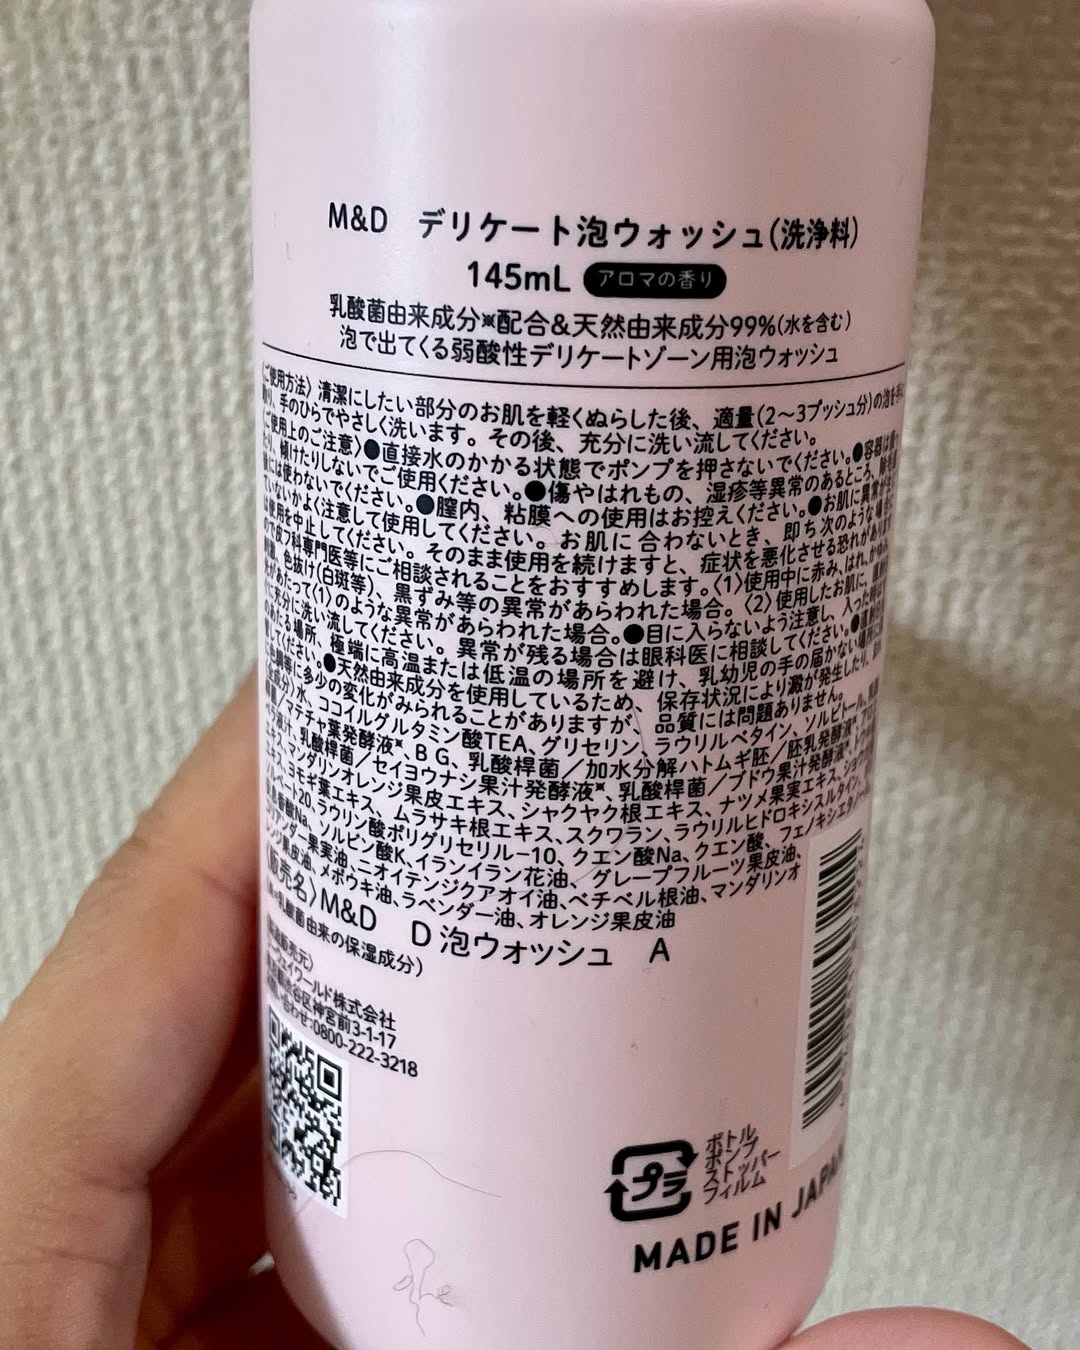 M&D デリケート泡ウォッシュ(洗浄料)
145mL アロマの香り
乳酸菌由来成分※配合&天然由来成分99%(水を含む)
泡で出てくる弱酸性デリケートゾーン用泡ウォッシュ
ご使用方法〉清潔にしたい部分のお肌を軽くぬらした後、適量(2～3プッシュ分)の泡を手に
取り、手のひらでやさしく洗います。その後、充分に洗い流してください。
ご使用上のご注意〉●直接水のかかる状態でポンプを押さないでください。●容器は
たり、傾けたりしないでご使用ください。●傷やはれもの、湿疹等異常のあるところ、除毛
には使わないでください。●膣内、粘膜への使用はお控えください。●お肌に異常が
ていないかよく注意して使用してください。お肌に合わないとき、即ち次のような場合に
使用を中止してください。そのまま使用を続けますと、症状を悪化させる恐れがあります
ので皮フ科専門医等にご相談されることをおすすめします。〈1〉使用中に赤み、はれ、かゆみ、
、色抜け(白斑等)、黒ずみ等の異常があらわれた場合。〈2〉使用したお肌に、
があたって〈1〉のような異常があらわれた場合。●目に入らないよう注意し、入った時は
に充分に洗い流してください。異常が残る場合は眼科医に相談してください。●
のあたる場所、極端に高温または低温の場所を避け、乳幼児の手の届かない場所に
してください。●天然由来成分を使用しているため、保存状況により澱が発生したり、
色調等に多少の変化がみられることがありますが、品質には問題ありません。
水、ココイルグルタミン酸TEA、グリセリン、ラウリルベタイン、ソルビトール、
／マテチャ葉発酵液※、BG、乳酸桿菌／加水分解ハトムギ胚／胚乳発酵液※、
果汁、乳酸桿菌／セイヨウナシ果汁発酵液※、乳酸桿菌／ブドウ果汁発酵液※、
エキス、マンダリンオレンジ果皮エキス、シャクヤク根エキス、ナツメ果実エキス、
ス、ヨモギ葉エキス、ムラサキ根エキス、スクワラン、ラウリルヒドロキシスルタイン、
ソルベート20、ラウリン酸ポリグリセリル-10、クエン酸Na、クエン酸、フェノキシエタノール、
安息香酸Na、ソルビン酸K、イランイラン花油、グレープフルーツ果皮油、
コリアンダー果実油、ニオイテンジクアオイ油、ベチベル根油、マンダリンオ
レンジ果皮油、メボウキ油、ラベンダー油、オレンジ果皮油
〈販売名〉M&D D 泡ウォッシュ A
乳酸菌由来の保湿成分)
販売元〉
ェイワールド株式会社
渋谷区神宮前3-1-17
合わせ:0800-222-3218
プラ
ボトル
ポンプ
ストッパー
フィルム
MADE IN JAPAN